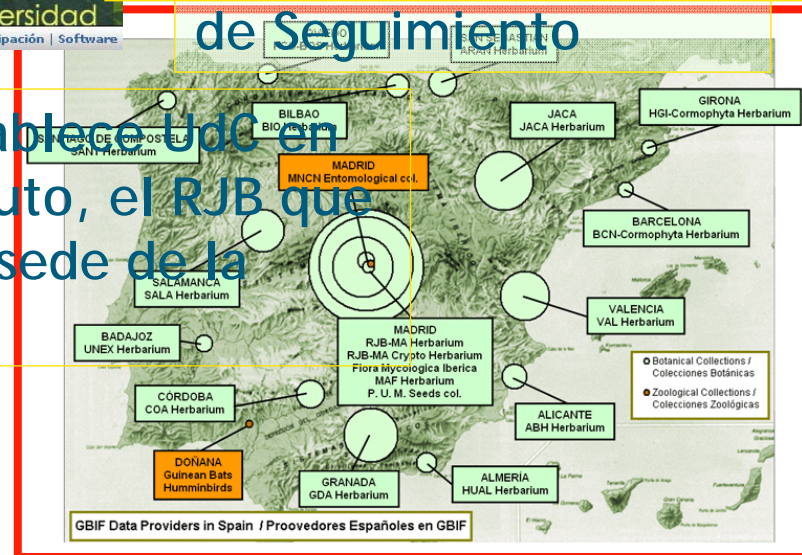 ersidad
ipación | Software
de Seguimiento
ablece UdC en
uto, el RJB que
sede de la
ARAN Herbarium
BILBAO
BIO Herbarium
SANTIAGO DE COMPOSTELA
SANT Herbarium
MADRID
MNCN Entomological col.
JACA
JACA Herbarium
GIRONA
HGI-Cormophyta Herbarium
BARCELONA
BCN-Cormophyta Herbarium
SALAMANCA
SALA Herbarium
VALENCIA
VAL Herbarium
BADAJOZ
UNEX Herbarium
MADRID
RJB-MA Herbarium
RJB-MA Crypto Herbarium
Flora Mycologica Iberica
MAF Herbarium
P. U. M. Seeds col.
Botanical Collections /
Colecciones Botánicas
Zoological Collections /
Colecciones Zoológicas
CÓRDOBA
COA Herbarium
ALICANTE
ABH Herbarium
DOÑANA
Guinean Bats
Humminbirds
GRANADA
GDA Herbarium
ALMERÍA
HUAL Herbarium
GBIF Data Providers in Spain / Proovedores Españoles en GBIF